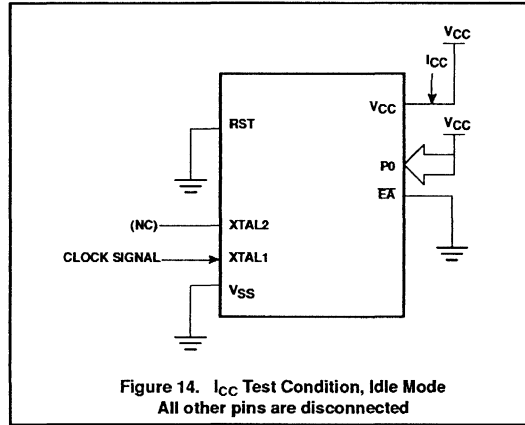 VCC
ICC
VCC
RST
VCC
P0
EA
(NC)
XTAL2
CLOCK SIGNAL
XTAL1
VSS
Figure 14. ICC Test Condition, Idle Mode
All other pins are disconnected